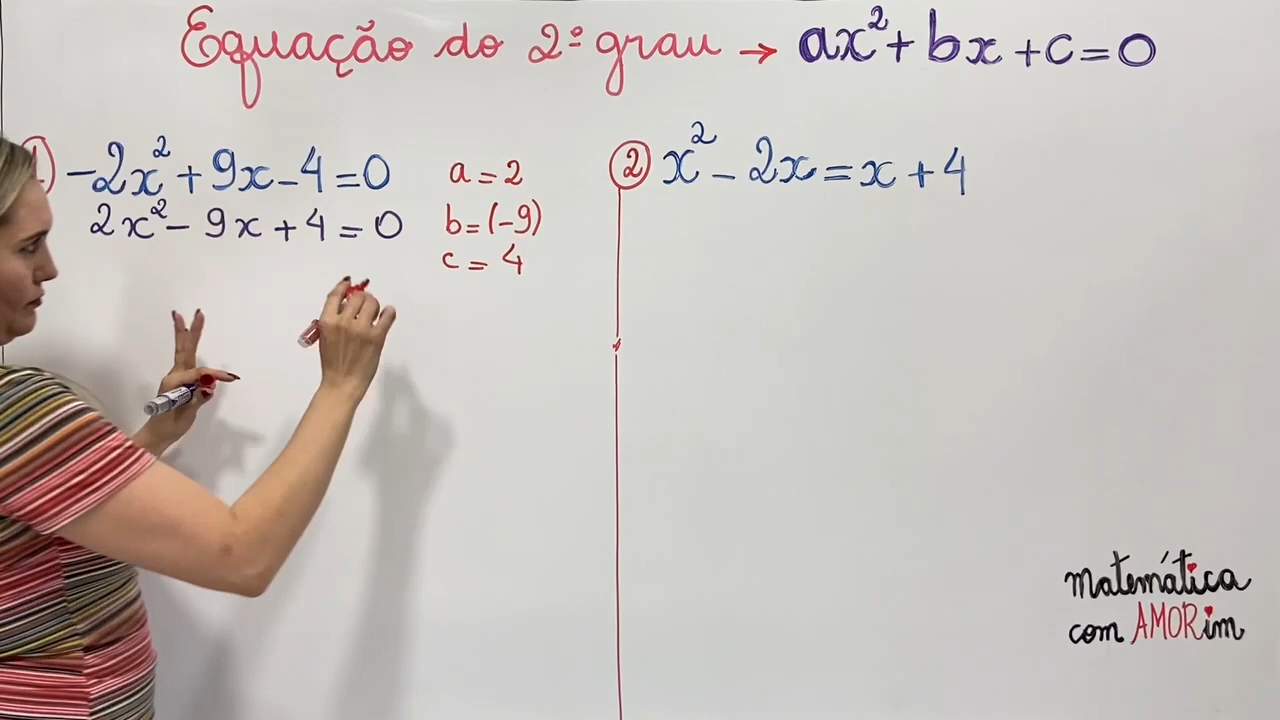 Equação do 2º grau → ax² + bx + c = 0
1) -2x² + 9x - 4 = 0
2x² - 9x + 4 = 0
a = 2
b = (-9)
c = 4
2 x² - 2x = x + 4
matemática
com AMORim